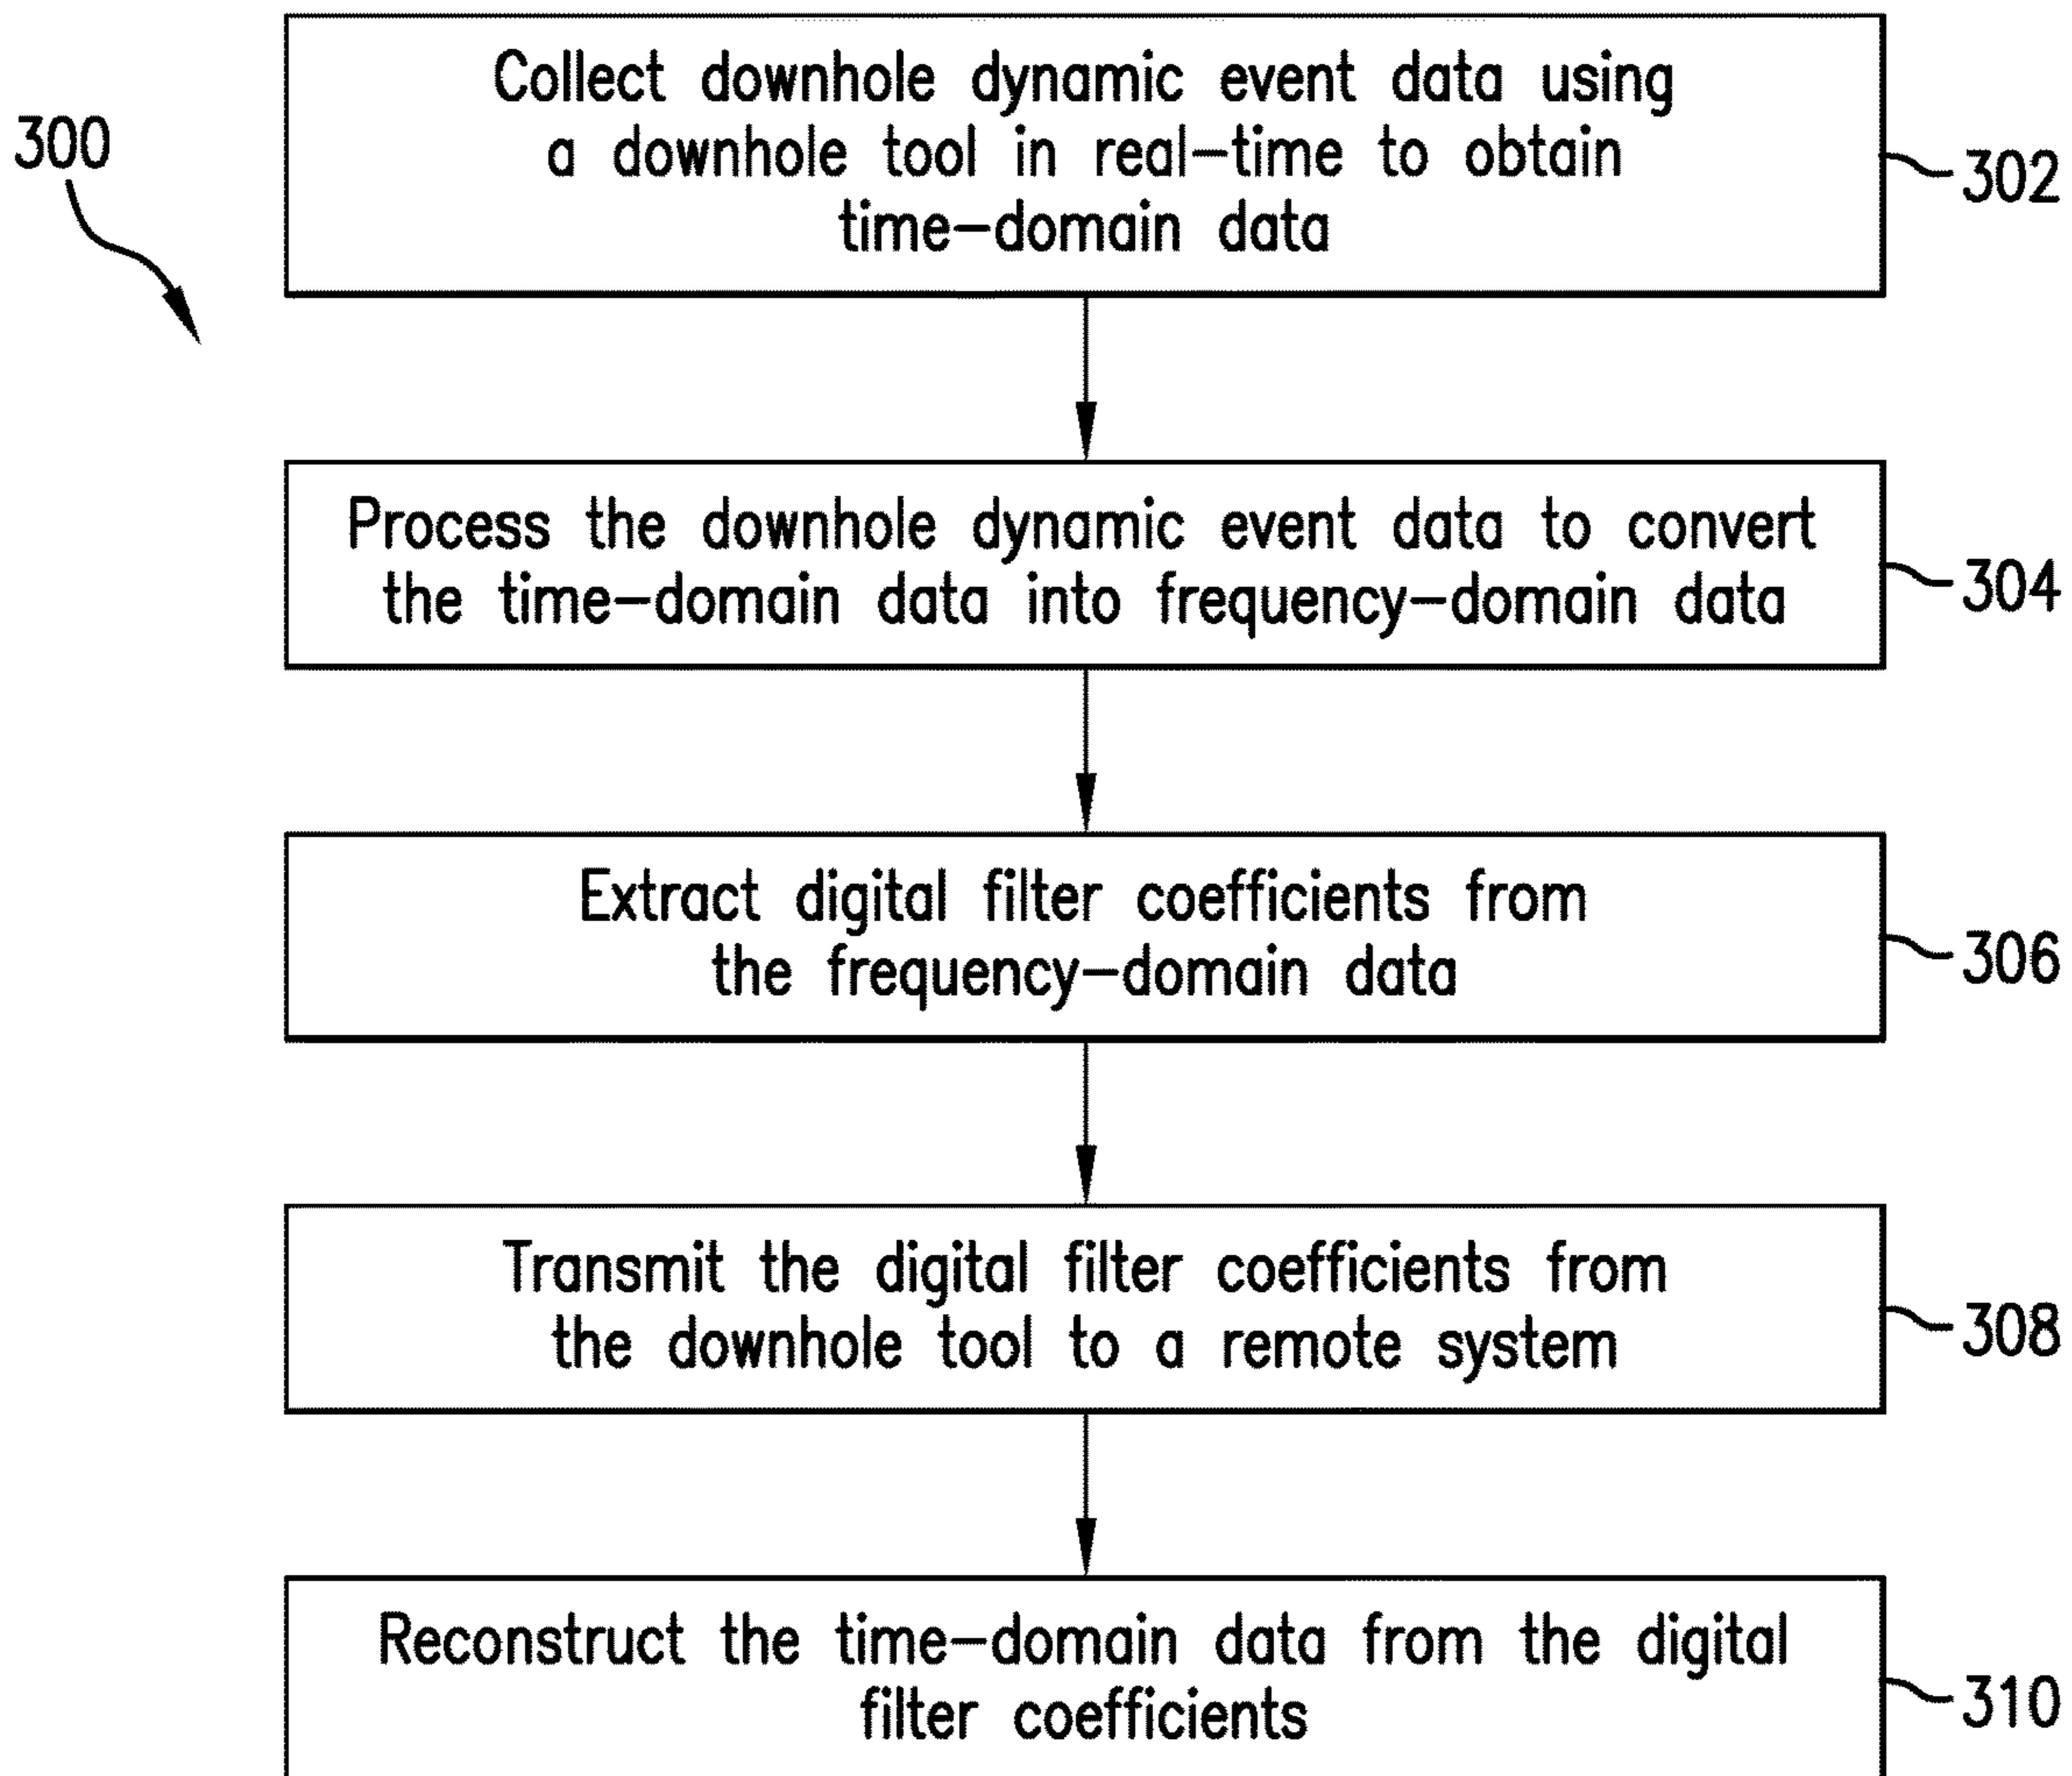 300
Collect downhole dynamic event data using
a downhole tool in real-time to obtain
time-domain data
302
Process the downhole dynamic event data to convert
the time-domain data into frequency-domain data
304
Extract digital filter coefficients from
the frequency-domain data
306
Transmit the digital filter coefficients from
the downhole tool to a remote system
308
Reconstruct the time-domain data from the digital
filter coefficients
310